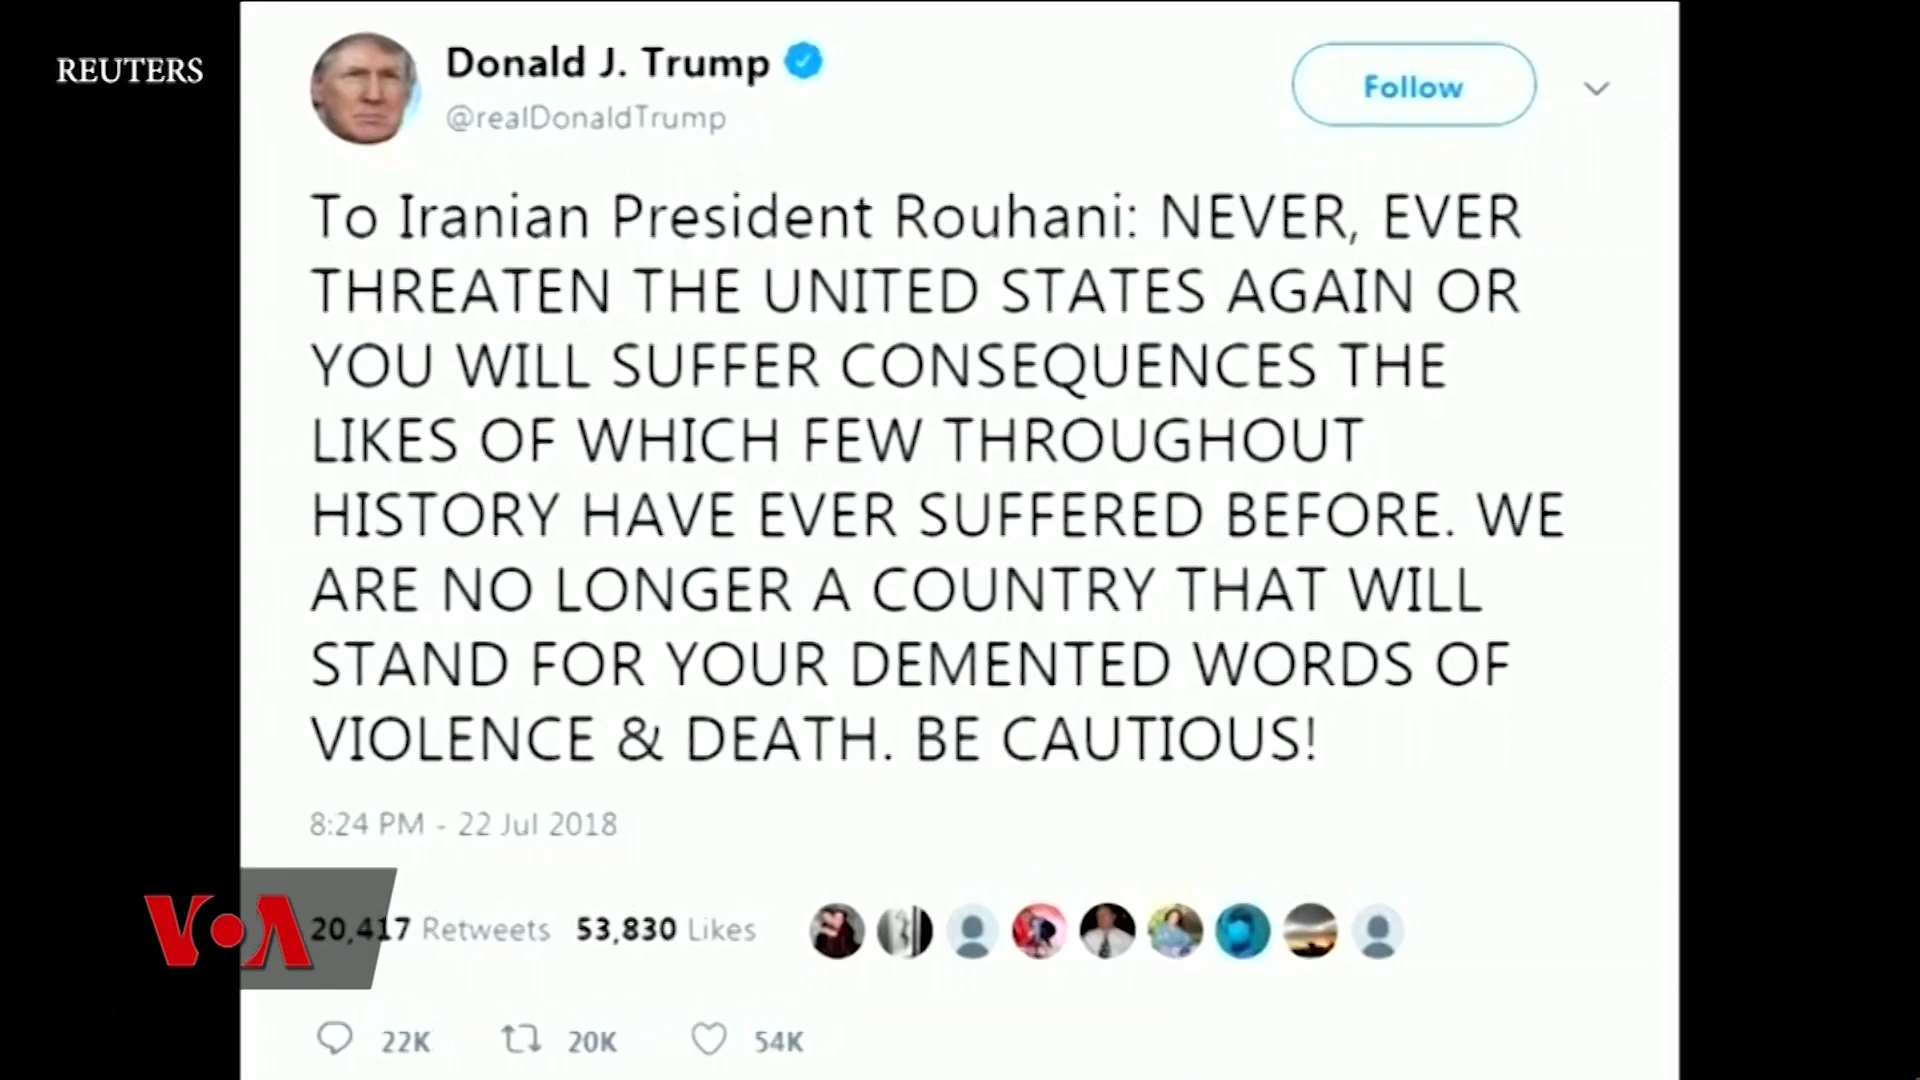 REUTERS
Donald J. Trump
@realDonaldTrump
Follow
To Iranian President Rouhani: NEVER, EVER
THREATEN THE UNITED STATES AGAIN OR
YOU WILL SUFFER CONSEQUENCES THE
LIKES OF WHICH FEW THROUGHOUT
HISTORY HAVE EVER SUFFERED BEFORE. WE
ARE NO LONGER A COUNTRY THAT WILL
STAND FOR YOUR DEMENTED WORDS OF
VIOLENCE & DEATH. BE CAUTIOUS!
8:24 PM - 22 Jul 2018
VOA
20,417 Retweets 53,830 Likes
22K 20K 54K